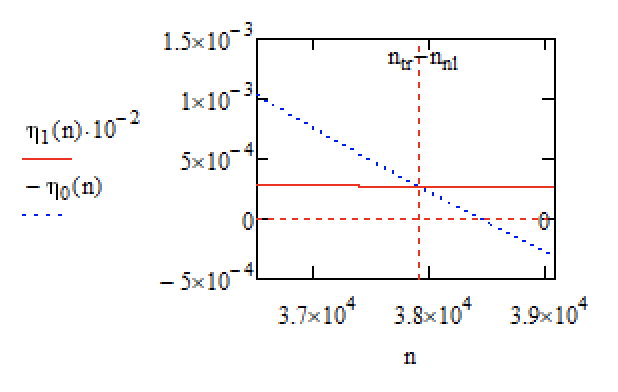 1.5×10⁻³
1×10⁻³
5×10⁻⁴
0
−5×10⁻⁴
η₁(n)·10⁻²
−η₀(n)
n_tr−n_nl
0
3.7×10⁴ 3.8×10⁴ 3.9×10⁴
n